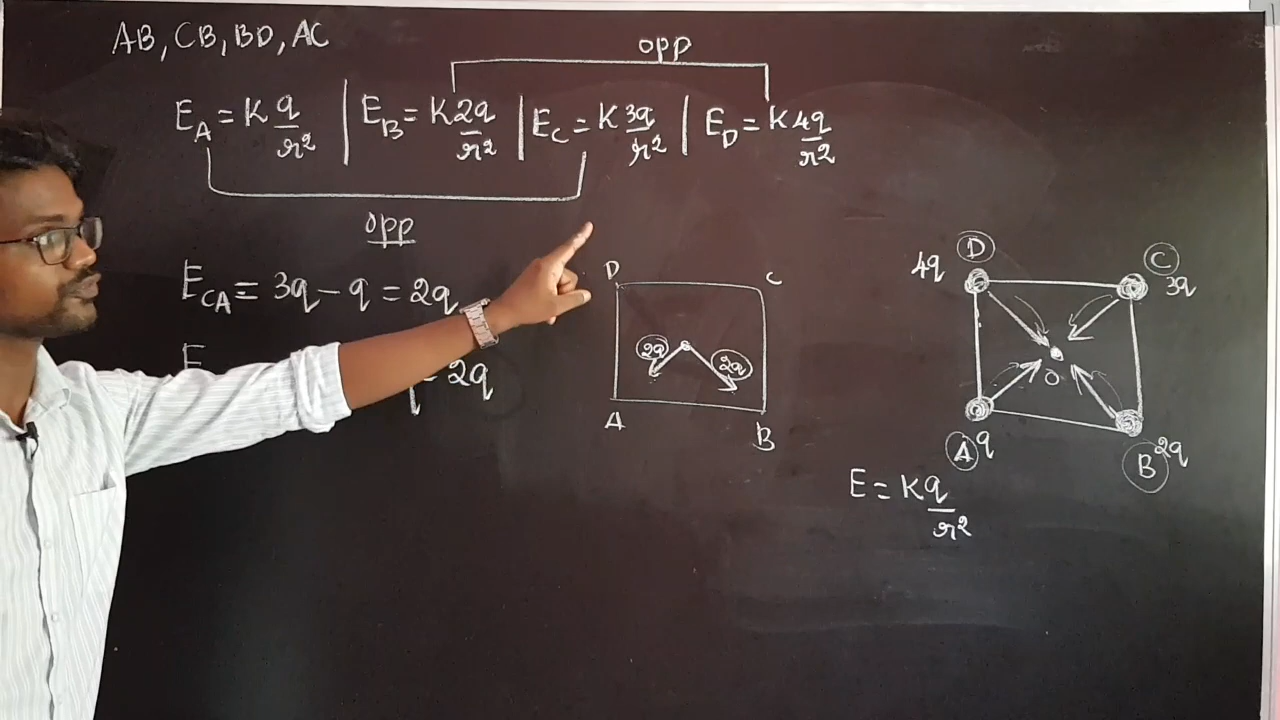 AB, CB, BD, AC
opp
E_A = K q/r² | E_B = K 2q/r² | E_C = K 3q/r² | E_D = K 4q/r²
opp
E_CA = 3q - q = 2q
E
- 2q
D C
2q 2q
A B
4q D C 3q
O
A q B 2q
E = K q/r²